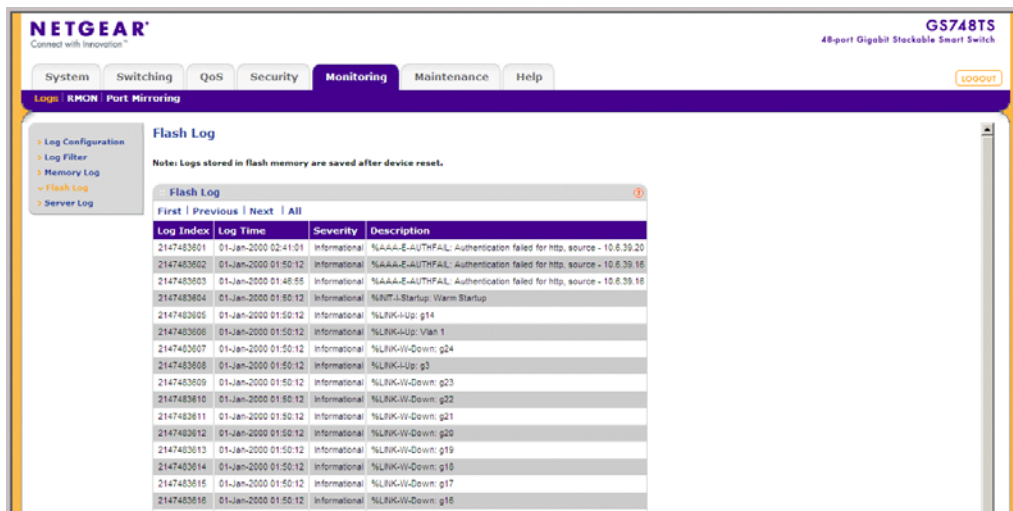 NETGEAR®
Connect with Innovation™
GS748TS
48-port Gigabit Stackable Smart Switch
System Switching QoS Security Monitoring Maintenance Help
LOGOUT
Logs RMON Port Mirroring
Log Configuration
Log Filter
Memory Log
Flash Log
Server Log
Flash Log
Note: Logs stored in flash memory are saved after device reset.
Flash Log
First Previous Next All
Log Index Log Time Severity Description
2147483601 01-Jan-2000 02:41:01 Informational %AAA-E-AUTHFAIL: Authentication failed for http, source - 10.6.39.20
2147483602 01-Jan-2000 01:50:12 Informational %AAA-E-AUTHFAIL: Authentication failed for http, source - 10.6.39.16
2147483603 01-Jan-2000 01:46:55 Informational %AAA-E-AUTHFAIL: Authentication failed for http, source - 10.6.39.16
2147483604 01-Jan-2000 01:50:12 Informational %INIT-I-Startup: Warm Startup
2147483605 01-Jan-2000 01:50:12 Informational %LINK-I-Up: g14
2147483606 01-Jan-2000 01:50:12 Informational %LINK-I-Up: Vlan 1
2147483607 01-Jan-2000 01:50:12 Informational %LINK-W-Down: g24
2147483608 01-Jan-2000 01:50:12 Informational %LINK-I-Up: g3
2147483609 01-Jan-2000 01:50:12 Informational %LINK-W-Down: g23
2147483610 01-Jan-2000 01:50:12 Informational %LINK-W-Down: g22
2147483611 01-Jan-2000 01:50:12 Informational %LINK-W-Down: g21
2147483612 01-Jan-2000 01:50:12 Informational %LINK-W-Down: g20
2147483613 01-Jan-2000 01:50:12 Informational %LINK-W-Down: g19
2147483614 01-Jan-2000 01:50:12 Informational %LINK-W-Down: g18
2147483615 01-Jan-2000 01:50:12 Informational %LINK-W-Down: g17
2147483616 01-Jan-2000 01:50:12 Informational %LINK-W-Down: g16